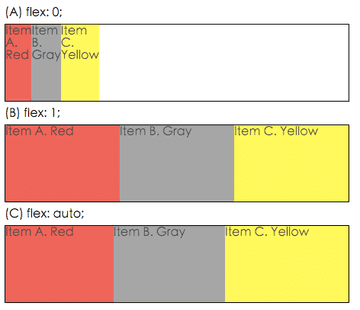 (A) flex: 0;
Item Item Item
A. B. C.
Red Gray Yellow
(B) flex: 1;
Item A. Red Item B. Gray Item C. Yellow
(C) flex: auto;
Item A. Red Item B. Gray Item C. Yellow